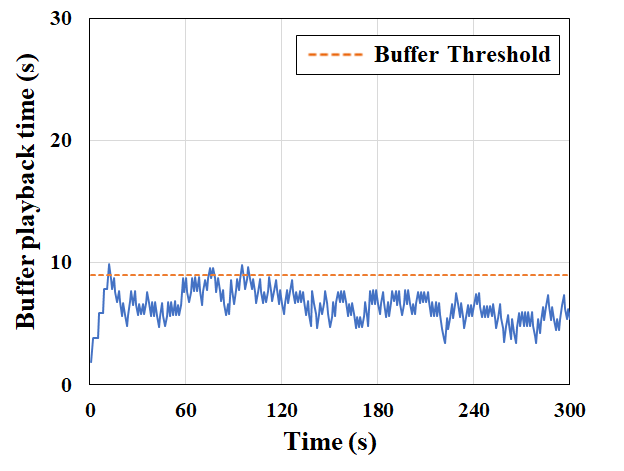 30
20
10
0
Buffer playback time (s)
Buffer Threshold
0 60 120 180 240 300
Time (s)